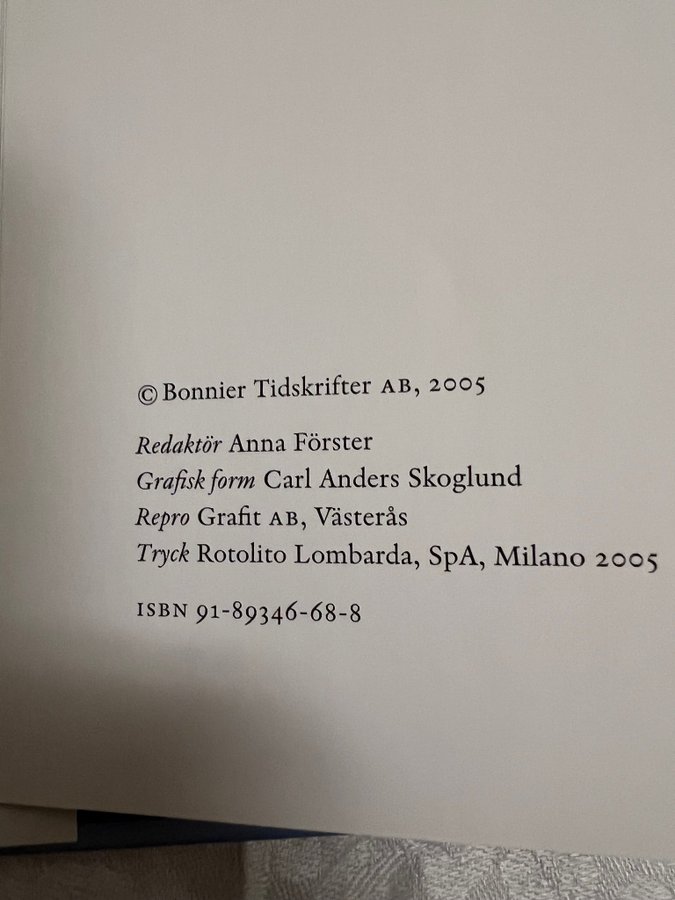 © Bonnier Tidskrifter AB, 2005
Redaktör Anna Förster
Grafisk form Carl Anders Skoglund
Repro Grafit AB, Västerås
Tryck Rotolito Lombarda, SpA, Milano 2005
ISBN 91-89346-68-8